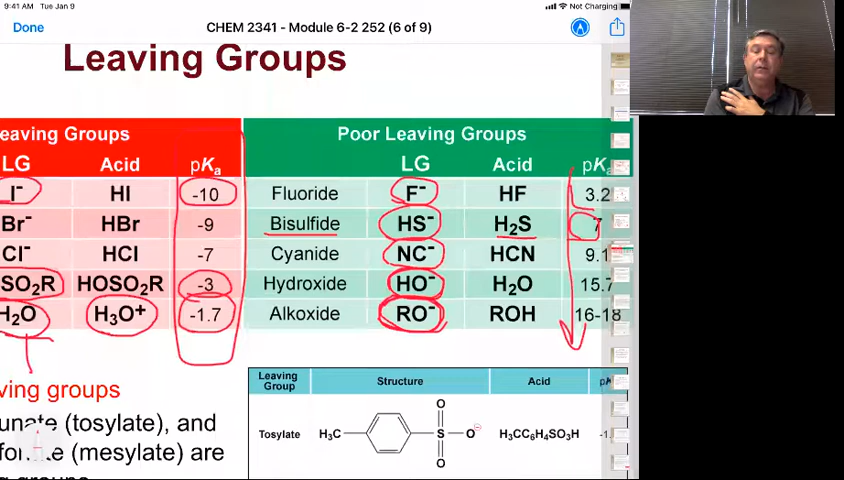 9:41 AM Tue Jan 9 Not Charging
Done CHEM 2341 - Module 6-2 252 (6 of 9)
Leaving Groups
eaving Groups
LG Acid pKa
I⁻ HI -10
Br⁻ HBr -9
Cl⁻ HCl -7
SO₂R HOSO₂R -3
H₂O H₃O⁺ -1.7
Poor Leaving Groups
LG Acid pKa
Fluoride F⁻ HF 3.2
Bisulfide HS⁻ H₂S 7
Cyanide NC⁻ HCN 9.1
Hydroxide HO⁻ H₂O 15.7
Alkoxide RO⁻ ROH 16-18
ving groups
unate (tosylate), and
(mesylate) are
Leaving Group Structure Acid
Tosylate H₃C S O O O⊖ H₃CC₆H₄SO₃H